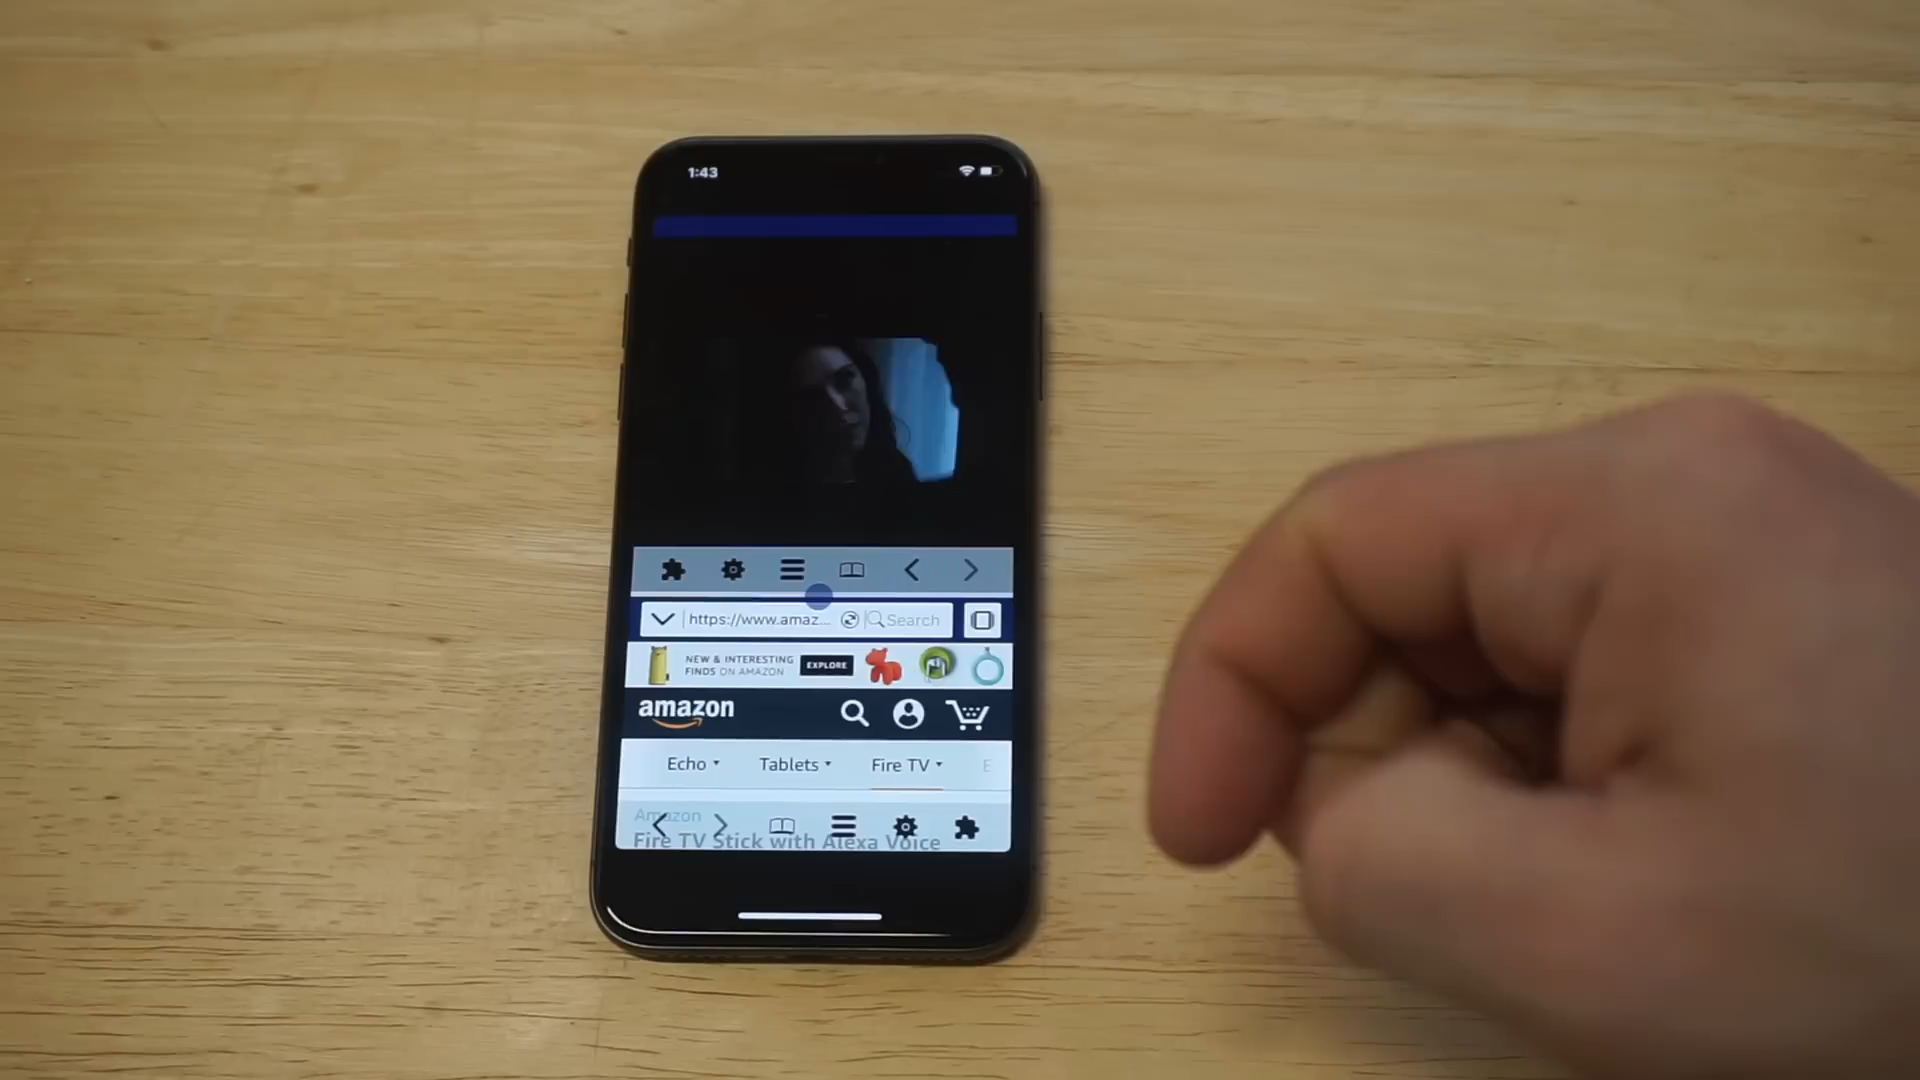 1:43
https://www.amaz... Search
NEW & INTERESTING
FINDS ON AMAZON
EXPLORE
amazon
Echo Tablets Fire TV E
Amazon
Fire TV Stick with Alexa Voice